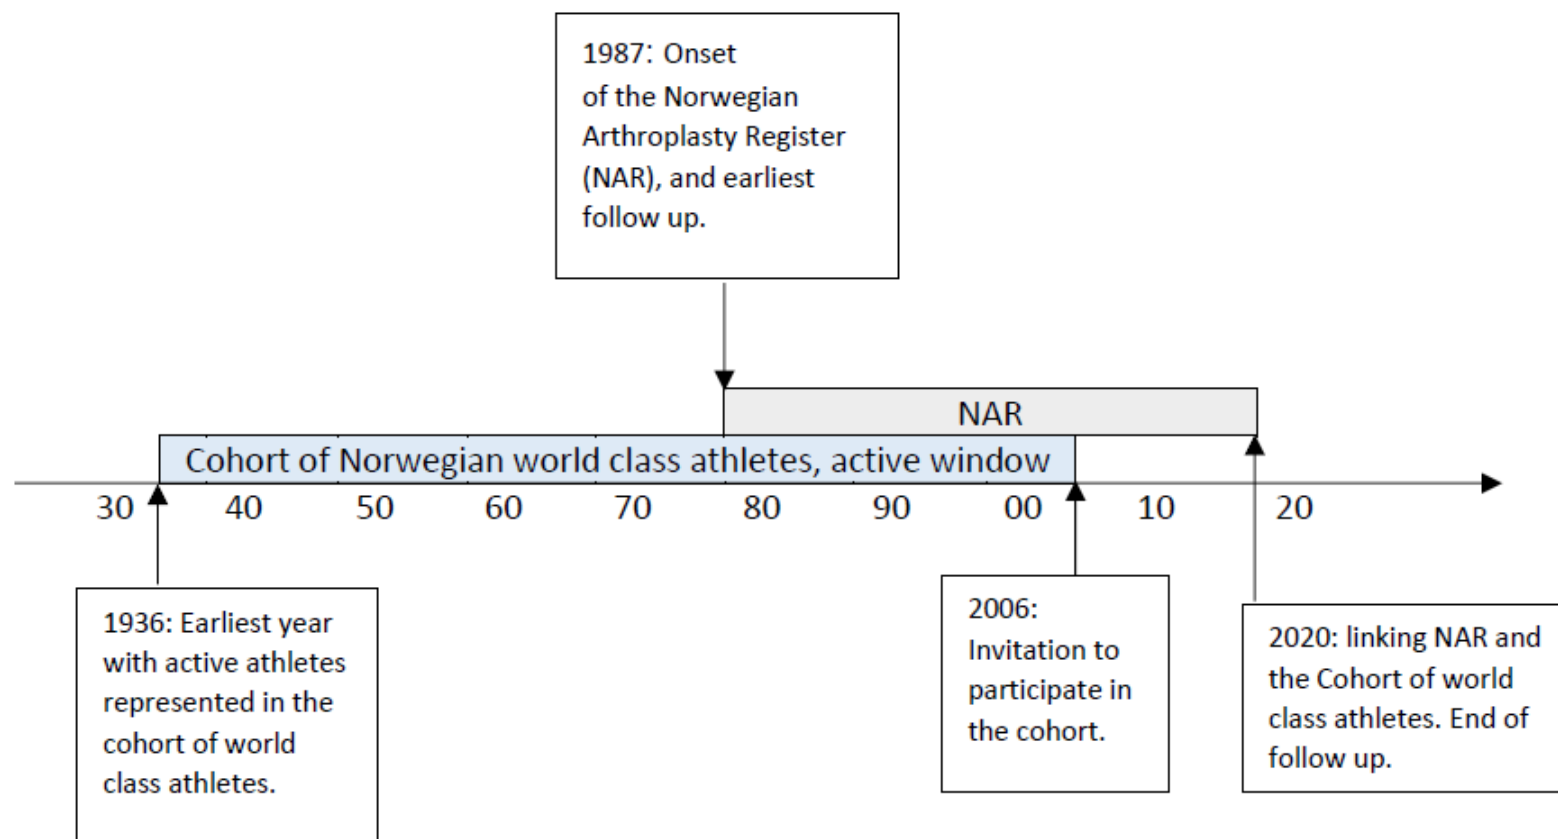 1987: Onset
of the Norwegian
Arthroplasty Register
(NAR), and earliest
follow up.
NAR
Cohort of Norwegian world class athletes, active window
30 40 50 60 70 80 90 00 10 20
1936: Earliest year
with active athletes
represented in the
cohort of world
class athletes.
2006:
Invitation to
participate in
the cohort.
2020: linking NAR and
the Cohort of world
class athletes. End of
follow up.